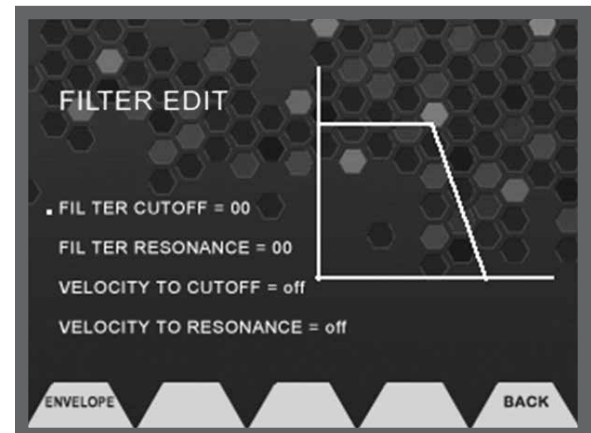 FILTER EDIT
FIL TER CUTOFF = 00
FIL TER RESONANCE = 00
VELOCITY TO CUTOFF = off
VELOCITY TO RESONANCE = off
ENVELOPE BACK